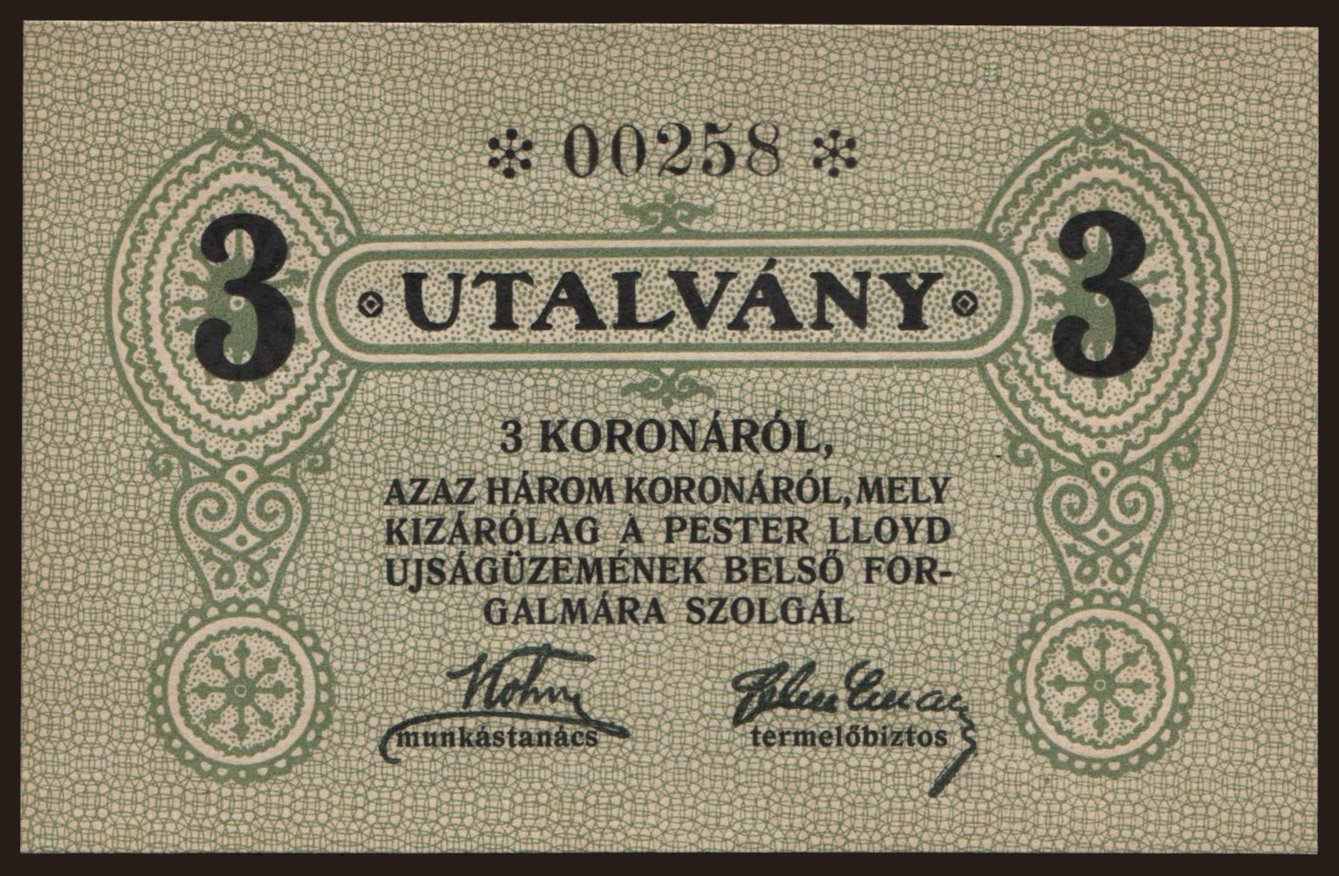 * 00258 *
3 UTALVÁNY 3
3 KORONÁRÓL,
AZAZ HÁROM KORONÁRÓL, MELY
KIZÁRÓLAG A PESTER LLOYD
UJSÁGÜZEMÉNEK BELSŐ FOR-
GALMÁRA SZOLGÁL
munkástanács termelőbiztos